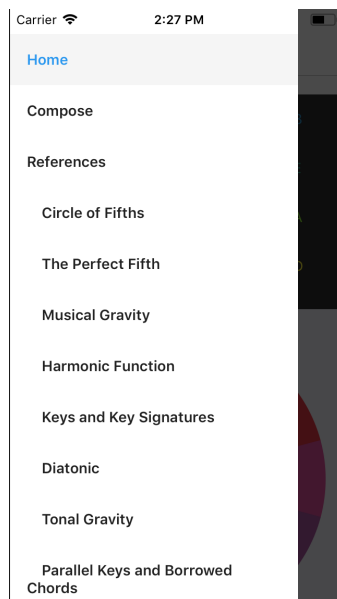 Carrier 2:27 PM
Home
Compose
References
Circle of Fifths
The Perfect Fifth
Musical Gravity
Harmonic Function
Keys and Key Signatures
Diatonic
Tonal Gravity
Parallel Keys and Borrowed
Chords